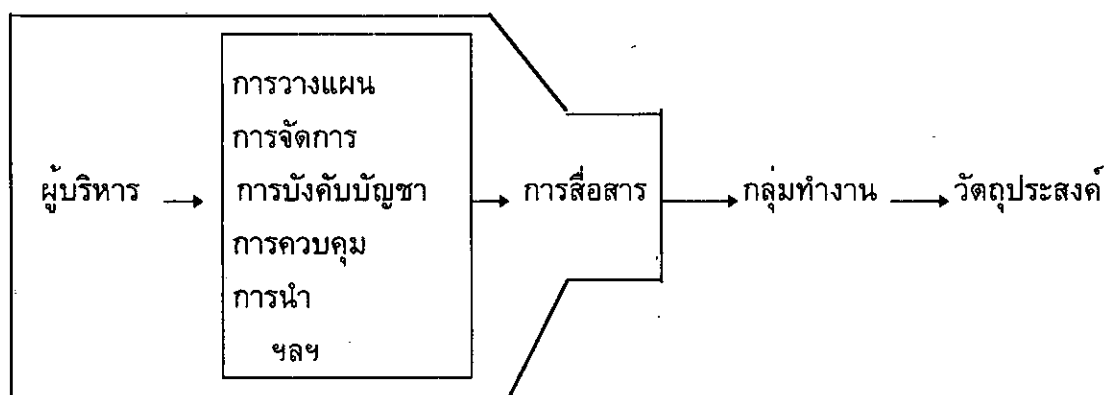 การวางแผน
การจัดการ
ผู้บริหาร การบังคับบัญชา การสื่อสาร กลุ่มทำงาน วัตถุประสงค์
การควบคุม
การนำ
ฯลฯ